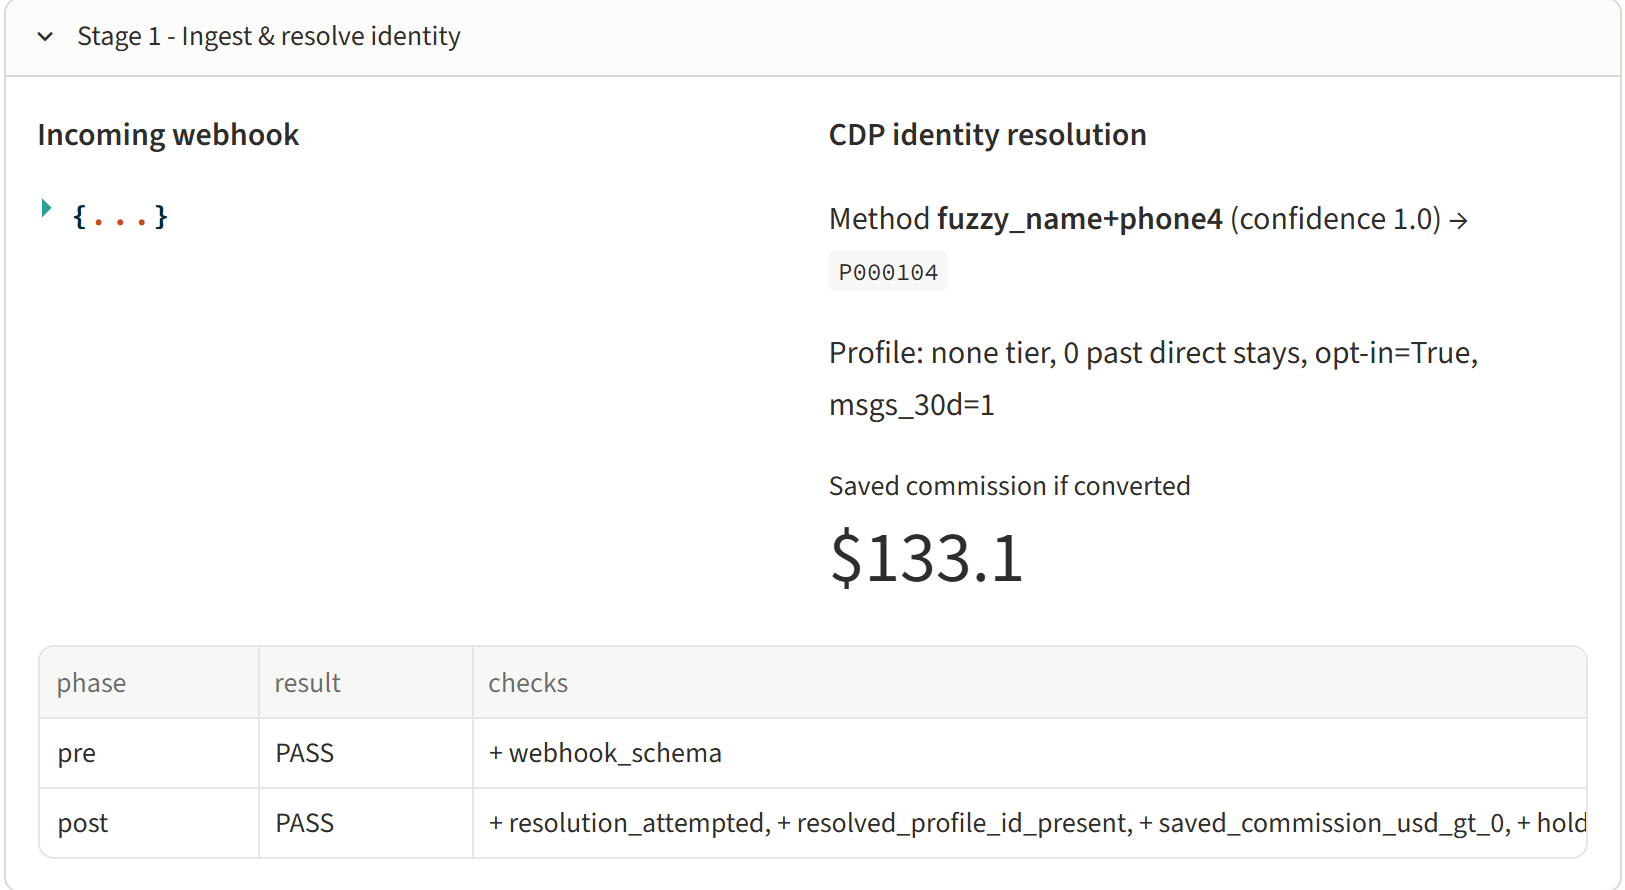 Stage 1 - Ingest & resolve identity
Incoming webhook
{...}
CDP identity resolution
Method fuzzy_name+phone4 (confidence 1.0) →
P000104
Profile: none tier, 0 past direct stays, opt-in=True,
msgs_30d=1
Saved commission if converted
$133.1
phase result checks
pre PASS + webhook_schema
post PASS + resolution_attempted, + resolved_profile_id_present, + saved_commission_usd_gt_0, + hold